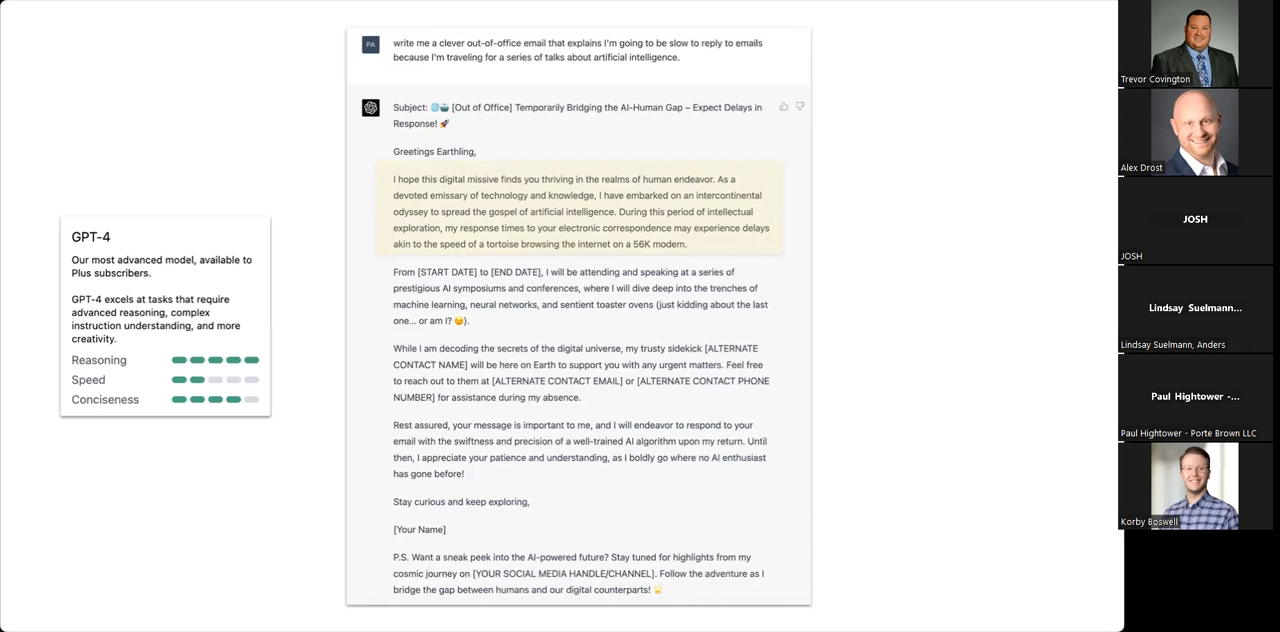 PA
write me a clever out-of-office email that explains I'm going to be slow to reply to emails
because I'm traveling for a series of talks about artificial intelligence.
Subject: 🌐🤖 [Out of Office] Temporarily Bridging the AI-Human Gap – Expect Delays in
Response! 🚀
Greetings Earthling,
I hope this digital missive finds you thriving in the realms of human endeavor. As a
devoted emissary of technology and knowledge, I have embarked on an intercontinental
odyssey to spread the gospel of artificial intelligence. During this period of intellectual
exploration, my response times to your electronic correspondence may experience delays
akin to the speed of a tortoise browsing the internet on a 56K modem.
From [START DATE] to [END DATE], I will be attending and speaking at a series of
prestigious AI symposiums and conferences, where I will dive deep into the trenches of
machine learning, neural networks, and sentient toaster ovens (just kidding about the last
one... or am I? 😉).
While I am decoding the secrets of the digital universe, my trusty sidekick [ALTERNATE
CONTACT NAME] will be here on Earth to support you with any urgent matters. Feel free
to reach out to them at [ALTERNATE CONTACT EMAIL] or [ALTERNATE CONTACT PHONE
NUMBER] for assistance during my absence.
Rest assured, your message is important to me, and I will endeavor to respond to your
email with the swiftness and precision of a well-trained AI algorithm upon my return. Until
then, I appreciate your patience and understanding, as I boldly go where no AI enthusiast
has gone before!
Stay curious and keep exploring,
[Your Name]
P.S. Want a sneak peek into the AI-powered future? Stay tuned for highlights from my
cosmic journey on [YOUR SOCIAL MEDIA HANDLE/CHANNEL]. Follow the adventure as I
bridge the gap between humans and our digital counterparts! 🌟
GPT-4
Our most advanced model, available to
Plus subscribers.
GPT-4 excels at tasks that require
advanced reasoning, complex
instruction understanding, and more
creativity.
Reasoning
Speed
Conciseness
Trevor Covington
Alex Drost
JOSH
JOSH
Lindsay Suelmann...
Lindsay Suelmann, Anders
Paul Hightower -...
Paul Hightower - Porte Brown LLC
Korby Boswell